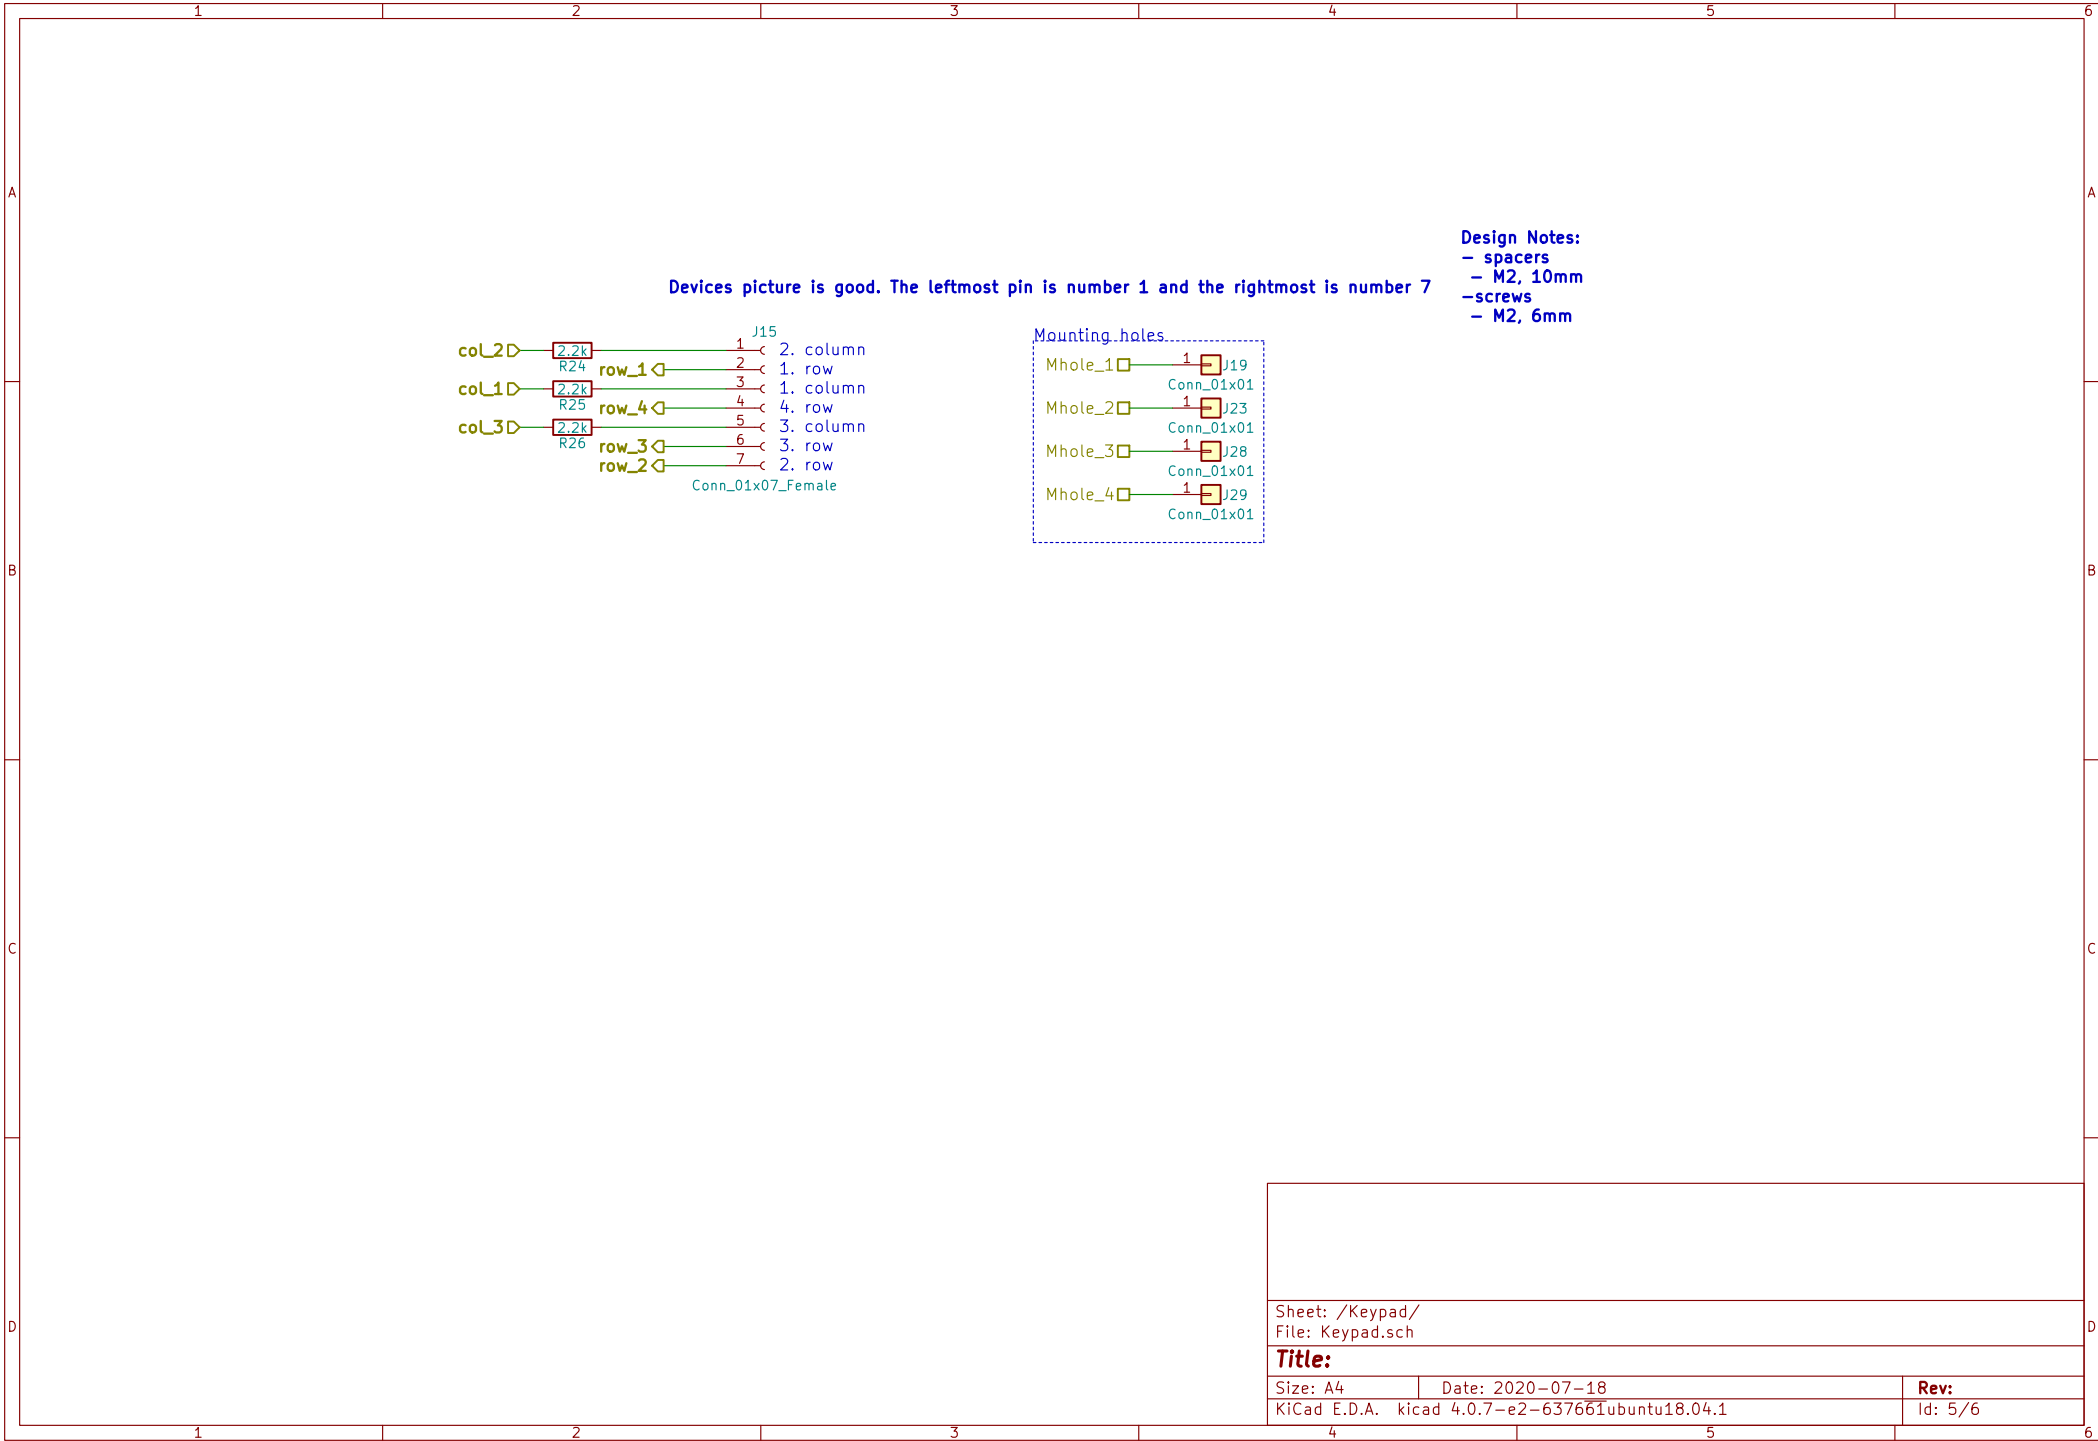 1 2 3 4 5 6
A A
Design Notes:
- spacers
- M2, 10mm
Devices picture is good. The leftmost pin is number 1 and the rightmost is number 7
-screws
- M2, 6mm
J15
col_2 2.2k 1 2. column
R24
row_1 2 1. row
col_1 2.2k 3 1. column
R25
row_4 4 4. row
col_3 2.2k 5 3. column
R26
row_3 6 3. row
row_2 7 2. row
Conn_01x07_Female
Mounting holes
Mhole_1 1 J19
Conn_01x01
Mhole_2 1 J23
Conn_01x01
Mhole_3 1 J28
Conn_01x01
Mhole_4 1 J29
Conn_01x01
B B
C C
D D
Sheet: /Keypad/
File: Keypad.sch
Title:
Size: A4 Date: 2020-07-18 Rev:
KiCad E.D.A. kicad 4.0.7-e2-637661ubuntu18.04.1 Id: 5/6
1 2 3 4 5 6